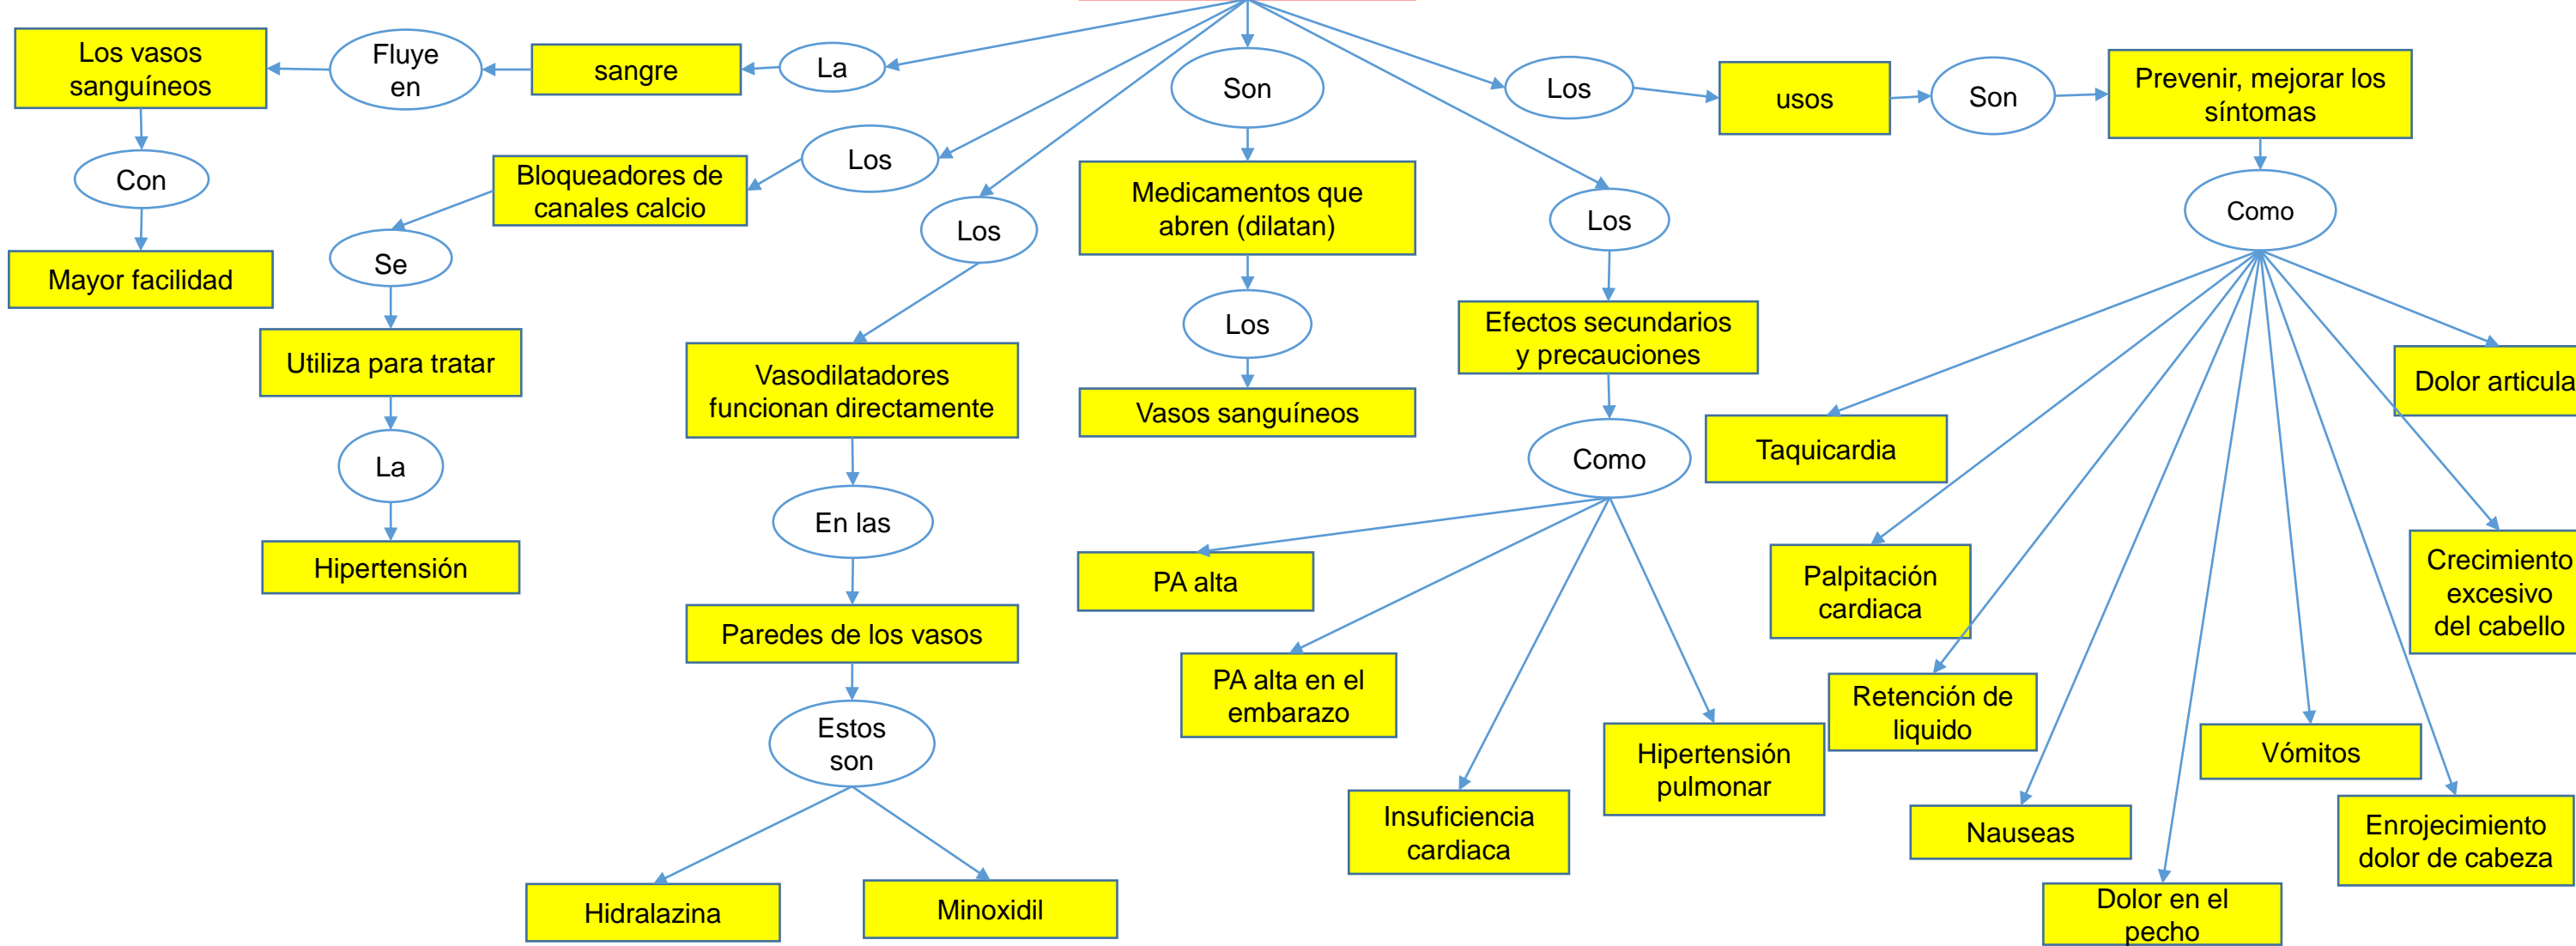 Los vasos
sanguíneos
Fluye
en
sangre
La
Son
Los
usos
Son
Prevenir, mejorar los
síntomas
Con
Mayor facilidad
Bloqueadores de
canales calcio
Los
Se
Utiliza para tratar
La
Hipertensión
Los
Vasodilatadores
funcionan directamente
En las
Paredes de los vasos
Estos
son
Hidralazina
Minoxidil
Medicamentos que
abren (dilatan)
Los
Vasos sanguíneos
Los
Efectos secundarios
y precauciones
Como
PA alta
PA alta en el
embarazo
Insuficiencia
cardiaca
Hipertensión
pulmonar
Como
Taquicardia
Palpitación
cardiaca
Retención de
liquido
Nauseas
Dolor en el
pecho
Vómitos
Enrojecimiento
dolor de cabeza
Crecimiento
excesivo
del cabello
Dolor articula